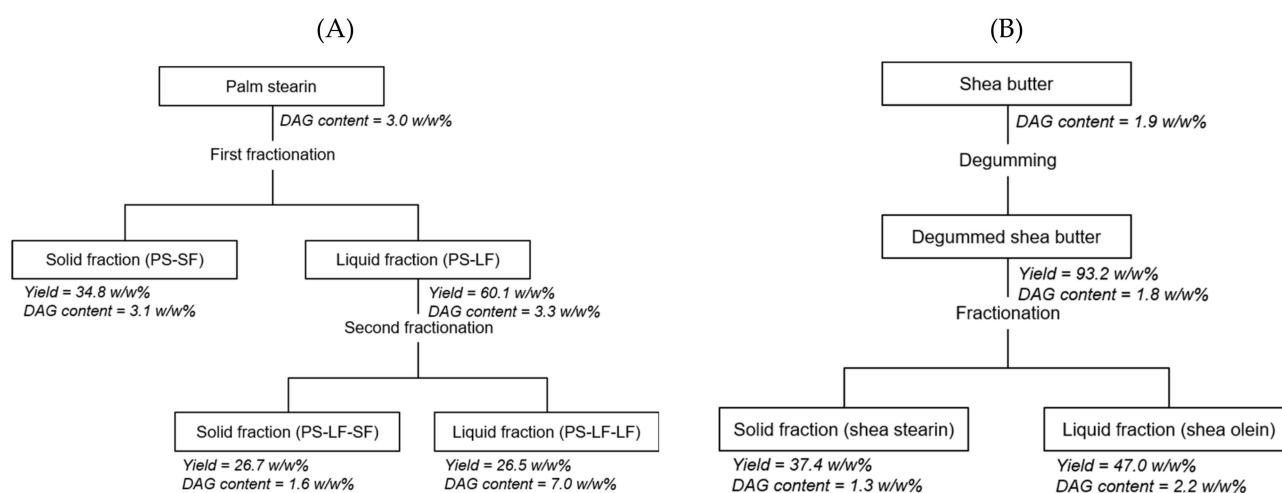 (A)
Palm stearin
DAG content = 3.0 w/w%
First fractionation
Solid fraction (PS-SF)
Yield = 34.8 w/w%
DAG content = 3.1 w/w%
Liquid fraction (PS-LF)
Yield = 60.1 w/w%
DAG content = 3.3 w/w%
Second fractionation
Solid fraction (PS-LF-SF)
Yield = 26.7 w/w%
DAG content = 1.6 w/w%
Liquid fraction (PS-LF-LF)
Yield = 26.5 w/w%
DAG content = 7.0 w/w%
(B)
Shea butter
DAG content = 1.9 w/w%
Degumming
Degummed shea butter
Yield = 93.2 w/w%
DAG content = 1.8 w/w%
Fractionation
Solid fraction (shea stearin)
Yield = 37.4 w/w%
DAG content = 1.3 w/w%
Liquid fraction (shea olein)
Yield = 47.0 w/w%
DAG content = 2.2 w/w%